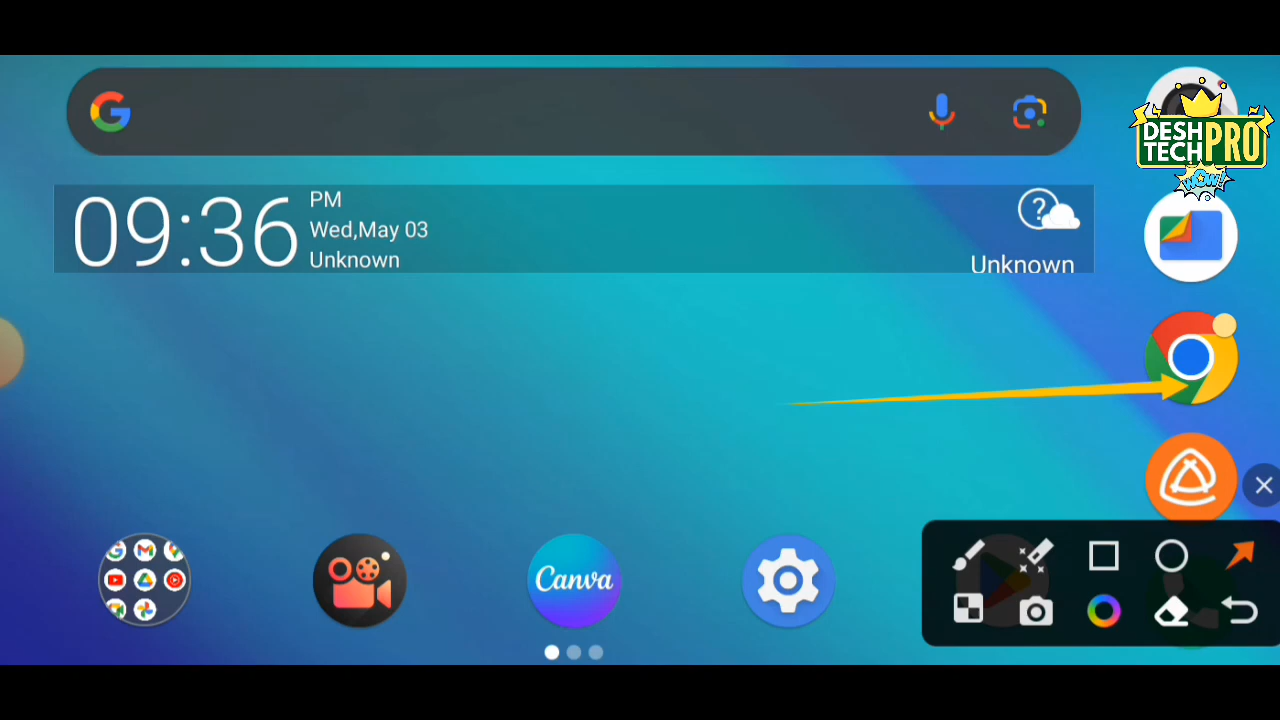 DESH
TECH PRO
WOW!
09:36
PM
Wed,May 03
Unknown
Unknown
Canva